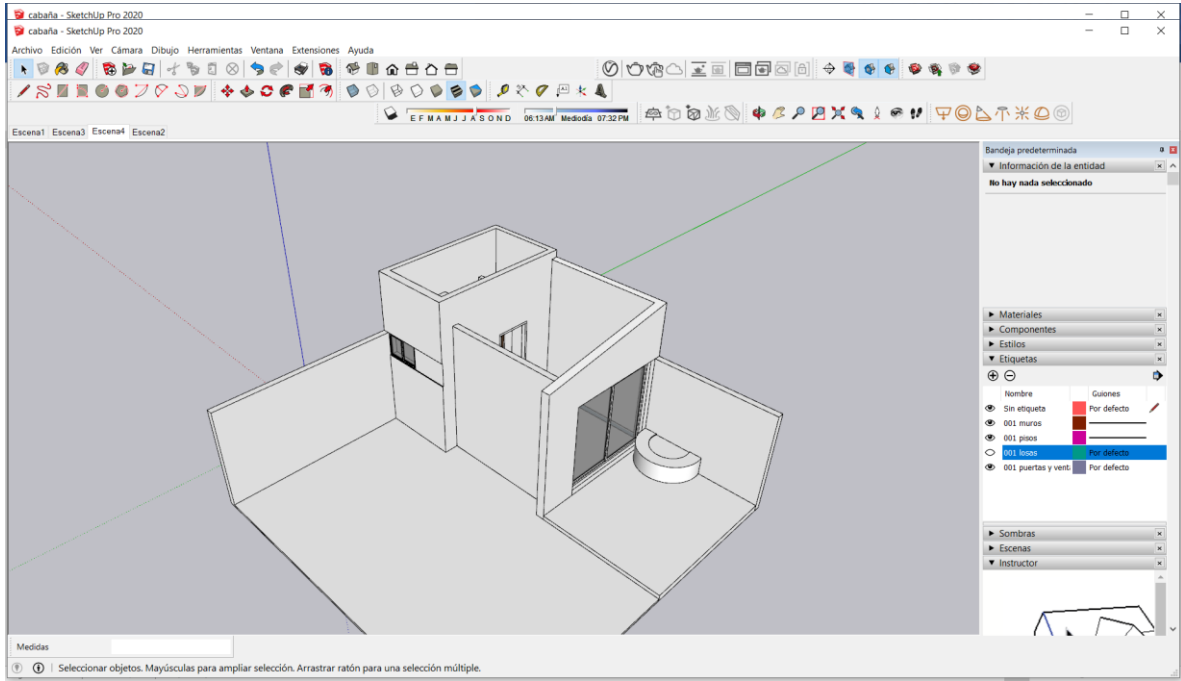 cabaña - SketchUp Pro 2020
cabaña - SketchUp Pro 2020
Archivo Edición Ver Cámara Dibujo Herramientas Ventana Extensiones Ayuda
E F M A M J J A S O N D 06:13 AM Mediodía 07:32 PM
Escena1 Escena3 Escena4 Escena2
Bandeja predeterminada
Información de la entidad
No hay nada seleccionado
Materiales
Componentes
Estilos
Etiquetas
Nombre Guiones
Sin etiqueta Por defecto
001 muros
001 pisos
001 losas Por defecto
001 puertas y vent: Por defecto
Sombras
Escenas
Instructor
Medidas
Seleccionar objetos. Mayúsculas para ampliar selección. Arrastrar ratón para una selección múltiple.